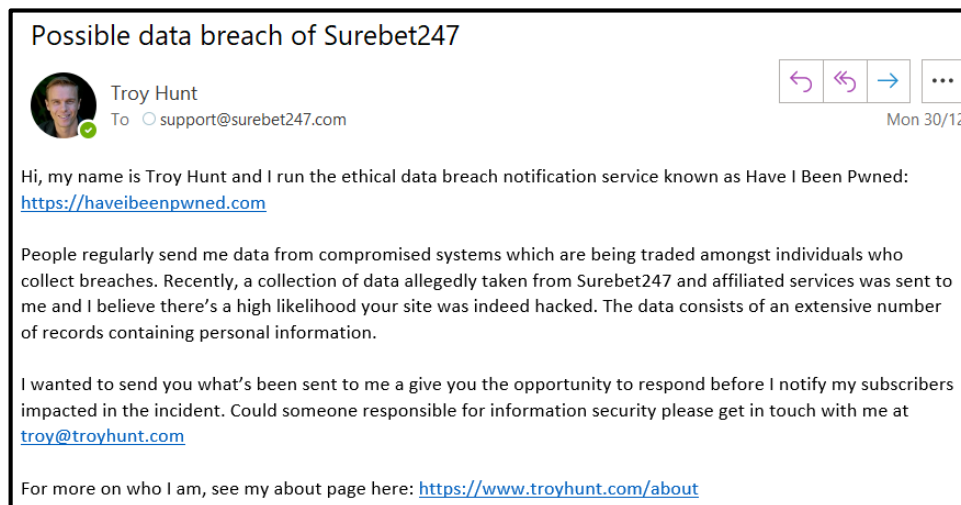 Possible data breach of Surebet247
Troy Hunt
To support@surebet247.com
Mon 30/12
Hi, my name is Troy Hunt and I run the ethical data breach notification service known as Have I Been Pwned:
https://haveibeenpwned.com
People regularly send me data from compromised systems which are being traded amongst individuals who
collect breaches. Recently, a collection of data allegedly taken from Surebet247 and affiliated services was sent to
me and I believe there’s a high likelihood your site was indeed hacked. The data consists of an extensive number
of records containing personal information.
I wanted to send you what’s been sent to me a give you the opportunity to respond before I notify my subscribers
impacted in the incident. Could someone responsible for information security please get in touch with me at
troy@troyhunt.com
For more on who I am, see my about page here: https://www.troyhunt.com/about